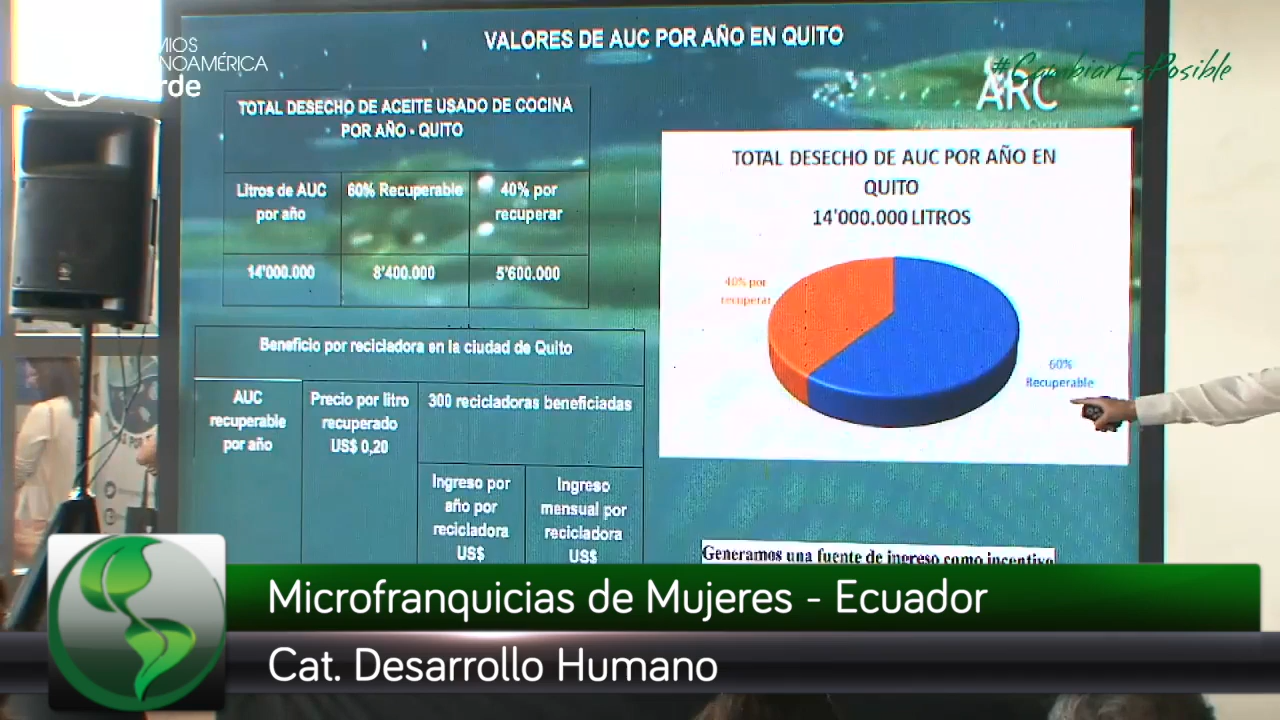 VALORES DE AUC POR AÑO EN QUITO
#CambiarEsPosible
ARC
TOTAL DESECHO DE ACEITE USADO DE COCINA
POR AÑO - QUITO
Litros de AUC
por año
60% Recuperable
40% por
recuperar
14'000.000
8'400.000
5'600.000
Beneficio por recicladora en la ciudad de Quito
AUC
recuperable
por año
Precio por litro
recuperado
US$ 0,20
300 recicladoras beneficiadas
Ingreso por
año por
recicladora
US$
Ingreso
mensual por
recicladora
US$
TOTAL DESECHO DE AUC POR AÑO EN
QUITO
14'000.000 LITROS
40% por
recuperar
60%
Recuperable
Generamos una fuente de ingreso como incentivo
Microfranquicias de Mujeres - Ecuador
Cat. Desarrollo Humano